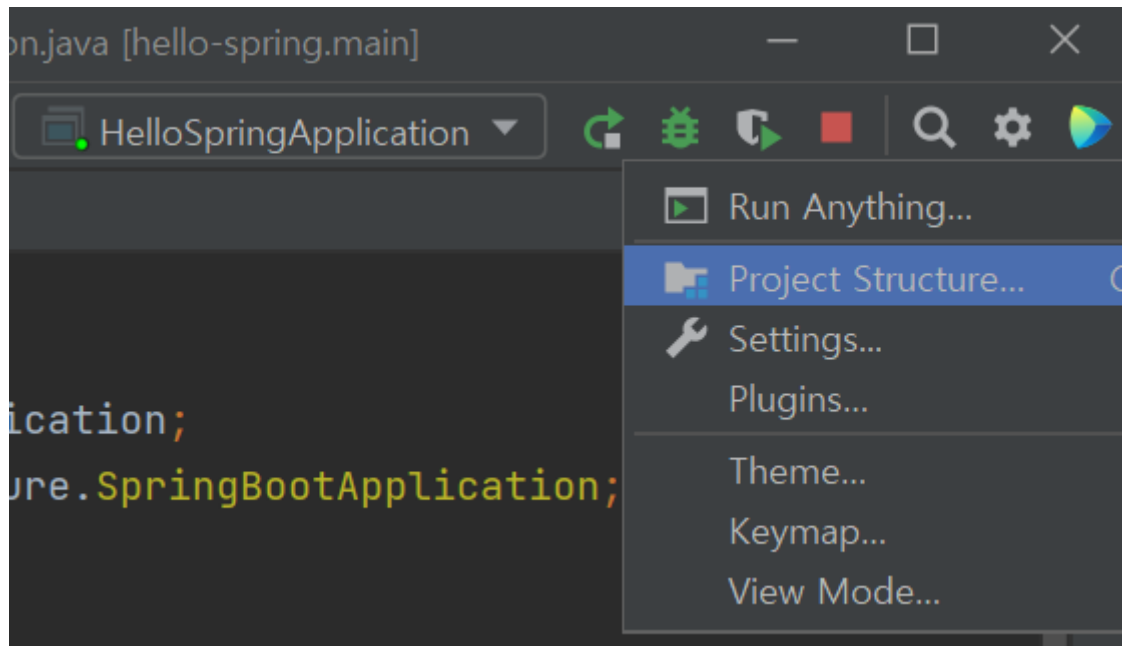 on.java [hello-spring.main]
HelloSpringApplication
Run Anything...
Project Structure...
Settings...
Plugins...
ication;
ure.SpringBootApplication;
Theme...
Keymap...
View Mode...